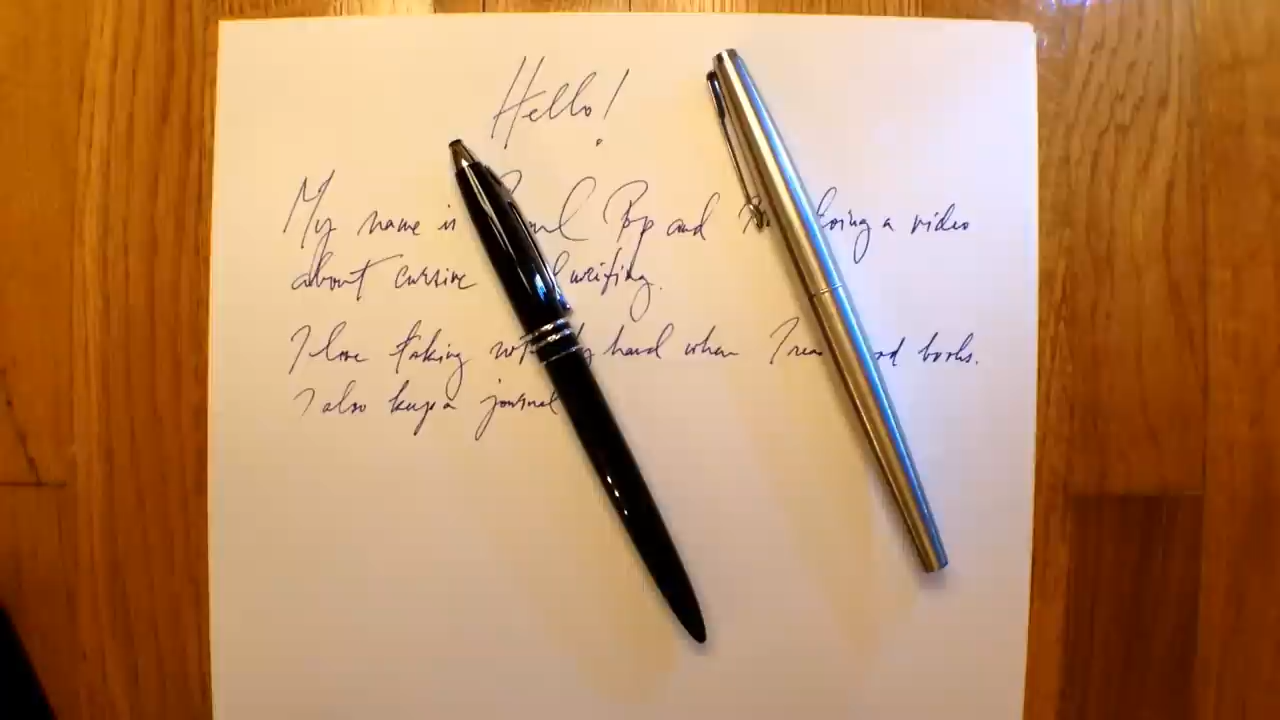 Hello!
My name is Pop and doing a video
about cursive writing.
I love taking by hand when I books.
I also keep a journal